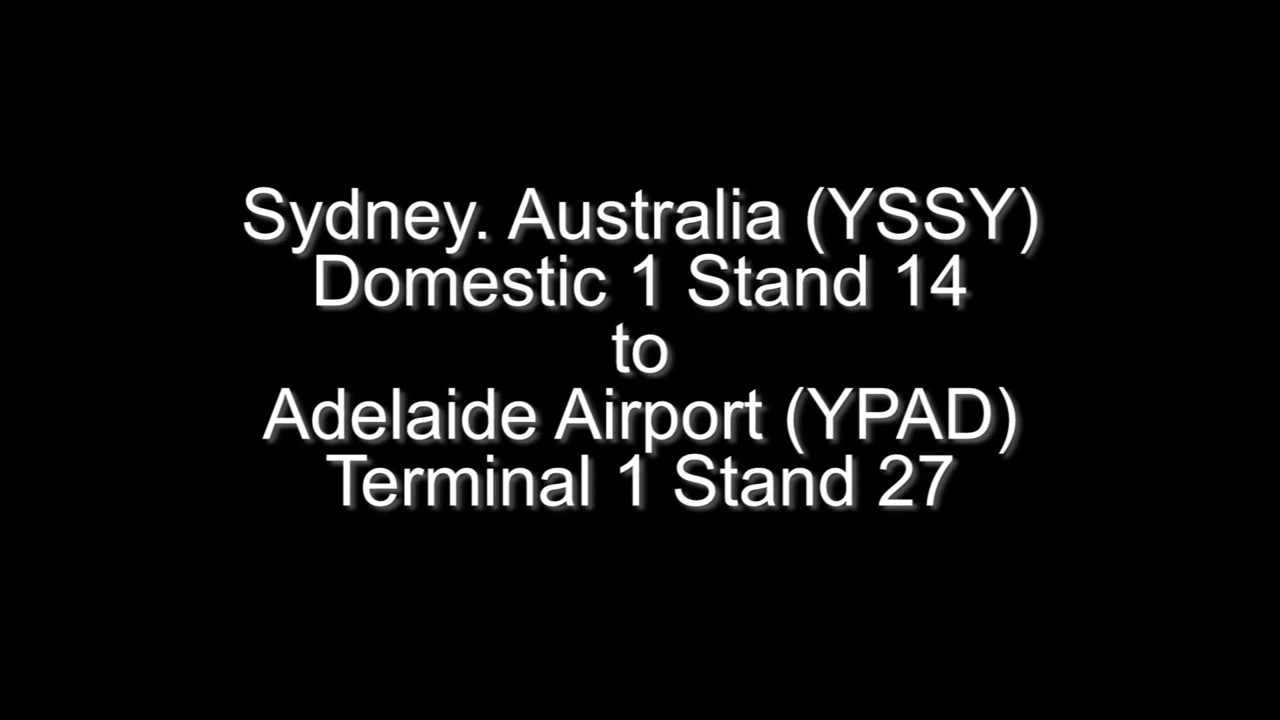 Sydney. Australia (YSSY)
Domestic 1 Stand 14
to
Adelaide Airport (YPAD)
Terminal 1 Stand 27